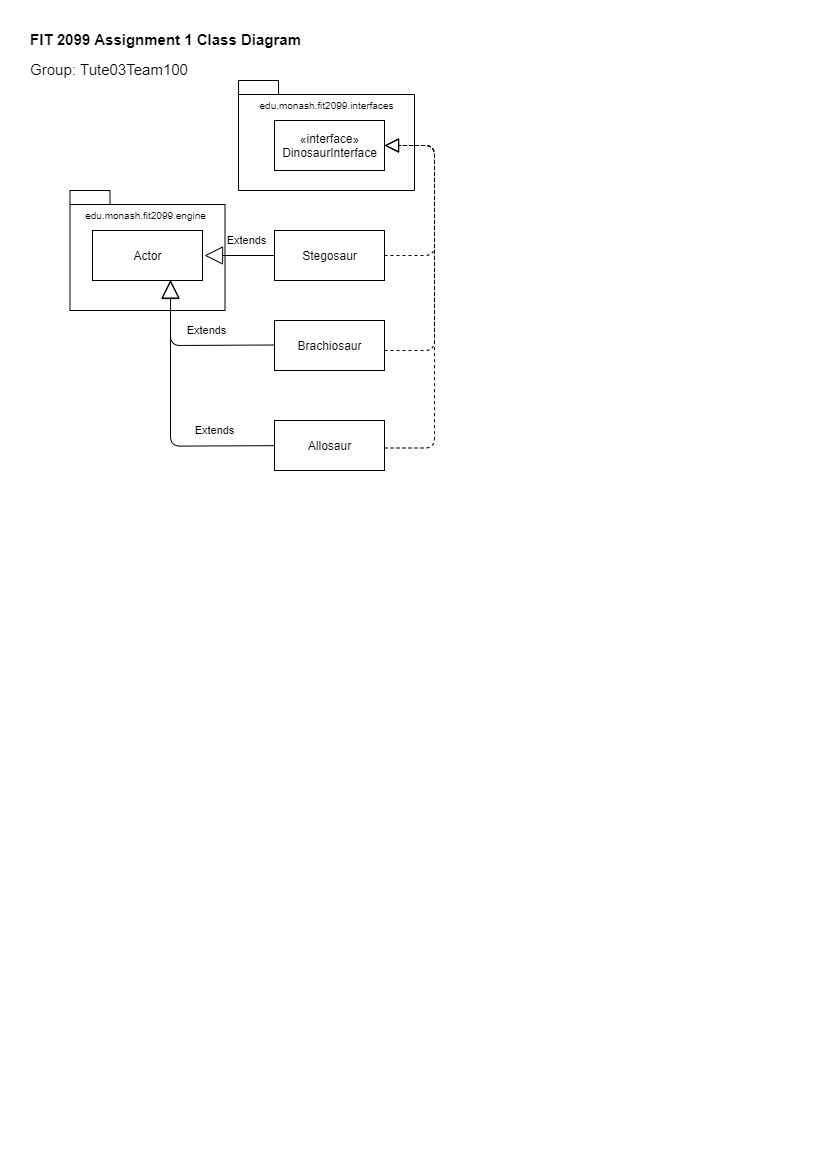 FIT 2099 Assignment 1 Class Diagram
Group: Tute03Team100
edu.monash.fit2099.interfaces
«interface»
DinosaurInterface
edu.monash.fit2099.engine
Actor
Extends
Stegosaur
Extends
Brachiosaur
Extends
Allosaur